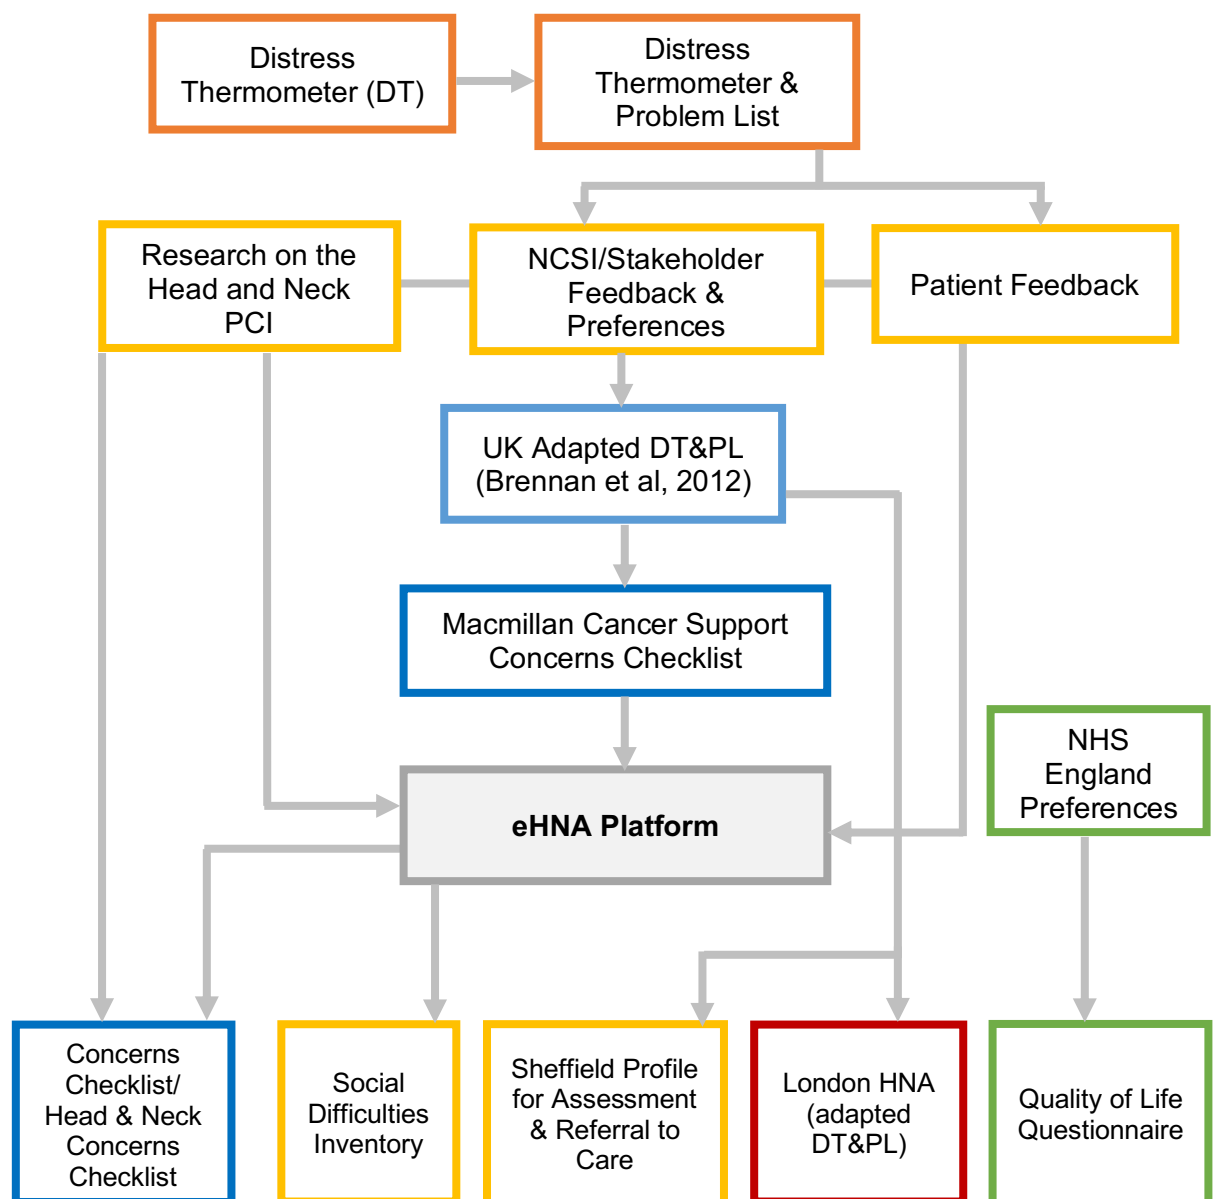 Distress
Thermometer (DT)
Distress
Thermometer &
Problem List
Research on the
Head and Neck
PCI
NCSI/Stakeholder
Feedback &
Preferences
Patient Feedback
UK Adapted DT&PL
(Brennan et al, 2012)
Macmillan Cancer Support
Concerns Checklist
NHS
England
Preferences
eHNA Platform
Concerns
Checklist/
Head & Neck
Concerns
Checklist
Social
Difficulties
Inventory
Sheffield Profile
for Assessment
& Referral to
Care
London HNA
(adapted
DT&PL)
Quality of Life
Questionnaire